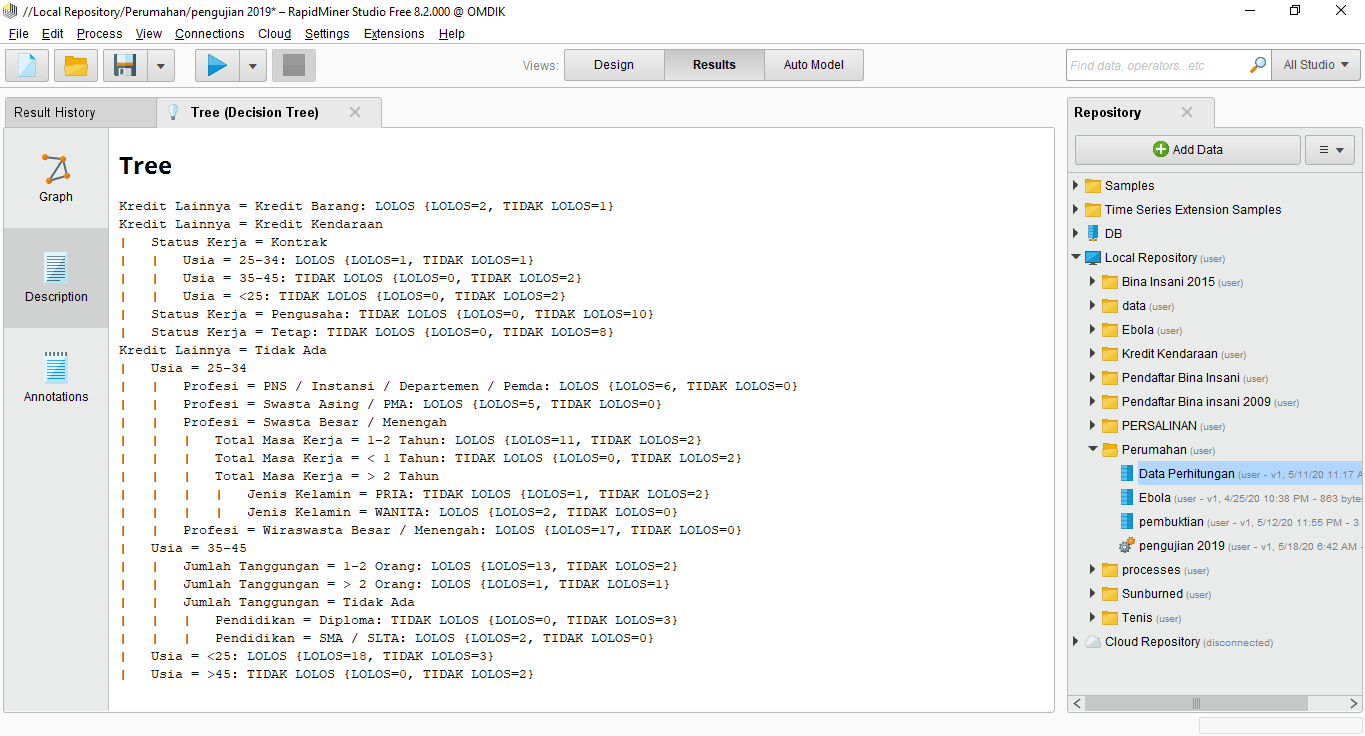 //Local Repository/Perumahan/pengujian 2019* – RapidMiner Studio Free 8.2.000 @ OMDIK
File Edit Process View Connections Cloud Settings Extensions Help
Views: Design Results Auto Model
Find data, operators...etc All Studio
Result History
Tree (Decision Tree)
Graph
Description
Annotations
Tree
Kredit Lainnya = Kredit Barang: LOLOS {LOLOS=2, TIDAK LOLOS=1}
Kredit Lainnya = Kredit Kendaraan
| Status Kerja = Kontrak
| | Usia = 25-34: LOLOS {LOLOS=1, TIDAK LOLOS=1}
| | Usia = 35-45: TIDAK LOLOS {LOLOS=0, TIDAK LOLOS=2}
| | Usia = <25: TIDAK LOLOS {LOLOS=0, TIDAK LOLOS=2}
| Status Kerja = Pengusaha: TIDAK LOLOS {LOLOS=0, TIDAK LOLOS=10}
| Status Kerja = Tetap: TIDAK LOLOS {LOLOS=0, TIDAK LOLOS=8}
Kredit Lainnya = Tidak Ada
| Usia = 25-34
| | Profesi = PNS / Instansi / Departemen / Pemda: LOLOS {LOLOS=6, TIDAK LOLOS=0}
| | Profesi = Swasta Asing / PMA: LOLOS {LOLOS=5, TIDAK LOLOS=0}
| | Profesi = Swasta Besar / Menengah
| | | Total Masa Kerja = 1-2 Tahun: LOLOS {LOLOS=11, TIDAK LOLOS=2}
| | | Total Masa Kerja = < 1 Tahun: TIDAK LOLOS {LOLOS=0, TIDAK LOLOS=2}
| | | Total Masa Kerja = > 2 Tahun
| | | | Jenis Kelamin = PRIA: TIDAK LOLOS {LOLOS=1, TIDAK LOLOS=2}
| | | | Jenis Kelamin = WANITA: LOLOS {LOLOS=2, TIDAK LOLOS=0}
| | Profesi = Wiraswasta Besar / Menengah: LOLOS {LOLOS=17, TIDAK LOLOS=0}
| Usia = 35-45
| | Jumlah Tanggungan = 1-2 Orang: LOLOS {LOLOS=13, TIDAK LOLOS=2}
| | Jumlah Tanggungan = > 2 Orang: LOLOS {LOLOS=1, TIDAK LOLOS=1}
| | Jumlah Tanggungan = Tidak Ada
| | | Pendidikan = Diploma: TIDAK LOLOS {LOLOS=0, TIDAK LOLOS=3}
| | | Pendidikan = SMA / SLTA: LOLOS {LOLOS=2, TIDAK LOLOS=0}
| Usia = <25: LOLOS {LOLOS=18, TIDAK LOLOS=3}
| Usia = >45: TIDAK LOLOS {LOLOS=0, TIDAK LOLOS=2}
Repository
Add Data
Samples
Time Series Extension Samples
DB
Local Repository (user)
Bina Insani 2015 (user)
data (user)
Ebola (user)
Kredit Kendaraan (user)
Pendaftar Bina Insani (user)
Pendaftar Bina insani 2009 (user)
PERSALINAN (user)
Perumahan (user)
Data Perhitungan (user - v1, 5/11/20 11:17 A
Ebola (user - v1, 4/25/20 10:38 PM - 863 byte
pembuktian (user - v1, 5/12/20 11:55 PM - 3
pengujian 2019 (user - v1, 5/18/20 6:42 AM -
processes (user)
Sunburned (user)
Tenis (user)
Cloud Repository (disconnected)